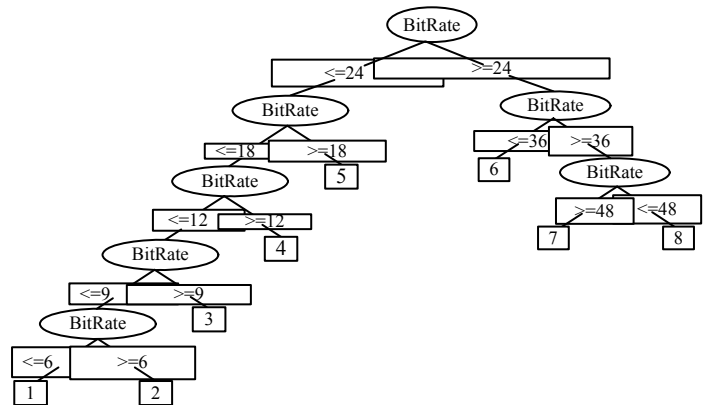 BitRate
<=24 >=24
BitRate BitRate
<=18 >=18 <=36 >=36
BitRate 5 6 BitRate
<=12 >=12 >=48 <=48
4 7 8
BitRate
<=9 >=9
3
BitRate
<=6 >=6
1 2